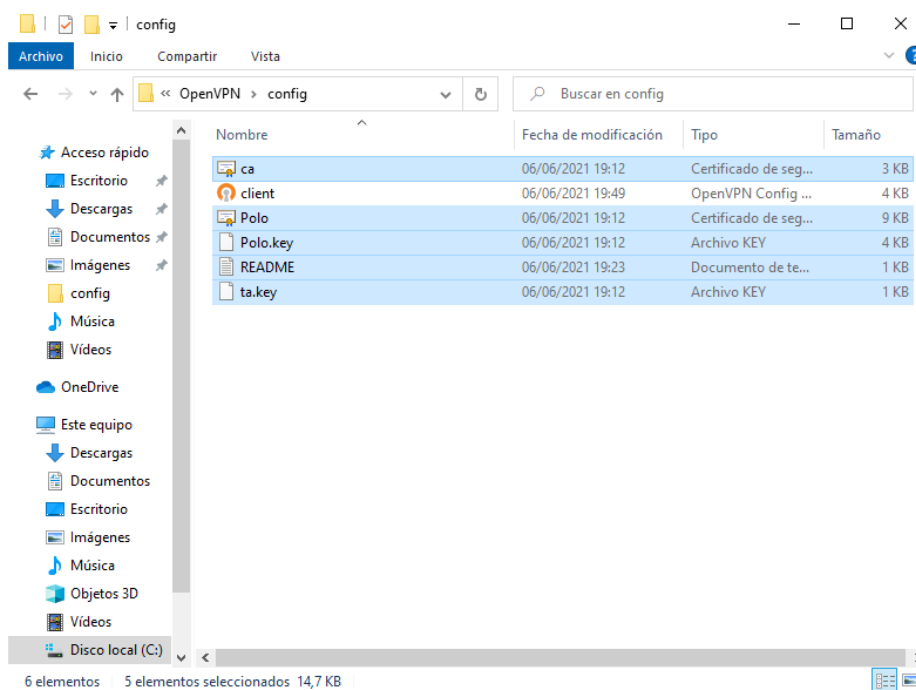 config
Archivo Inicio Compartir Vista
« OpenVPN > config Buscar en config
Nombre Fecha de modificación Tipo Tamaño
Acceso rápido
Escritorio
Descargas
Documentos
Imágenes
config
Música
Vídeos
OneDrive
Este equipo
Descargas
Documentos
Escritorio
Imágenes
Música
Objetos 3D
Vídeos
Disco local (C:)
ca 06/06/2021 19:12 Certificado de seg... 3 KB
client 06/06/2021 19:49 OpenVPN Config ... 4 KB
Polo 06/06/2021 19:12 Certificado de seg... 9 KB
Polo.key 06/06/2021 19:12 Archivo KEY 4 KB
README 06/06/2021 19:23 Documento de te... 1 KB
ta.key 06/06/2021 19:12 Archivo KEY 1 KB
6 elementos 5 elementos seleccionados 14,7 KB